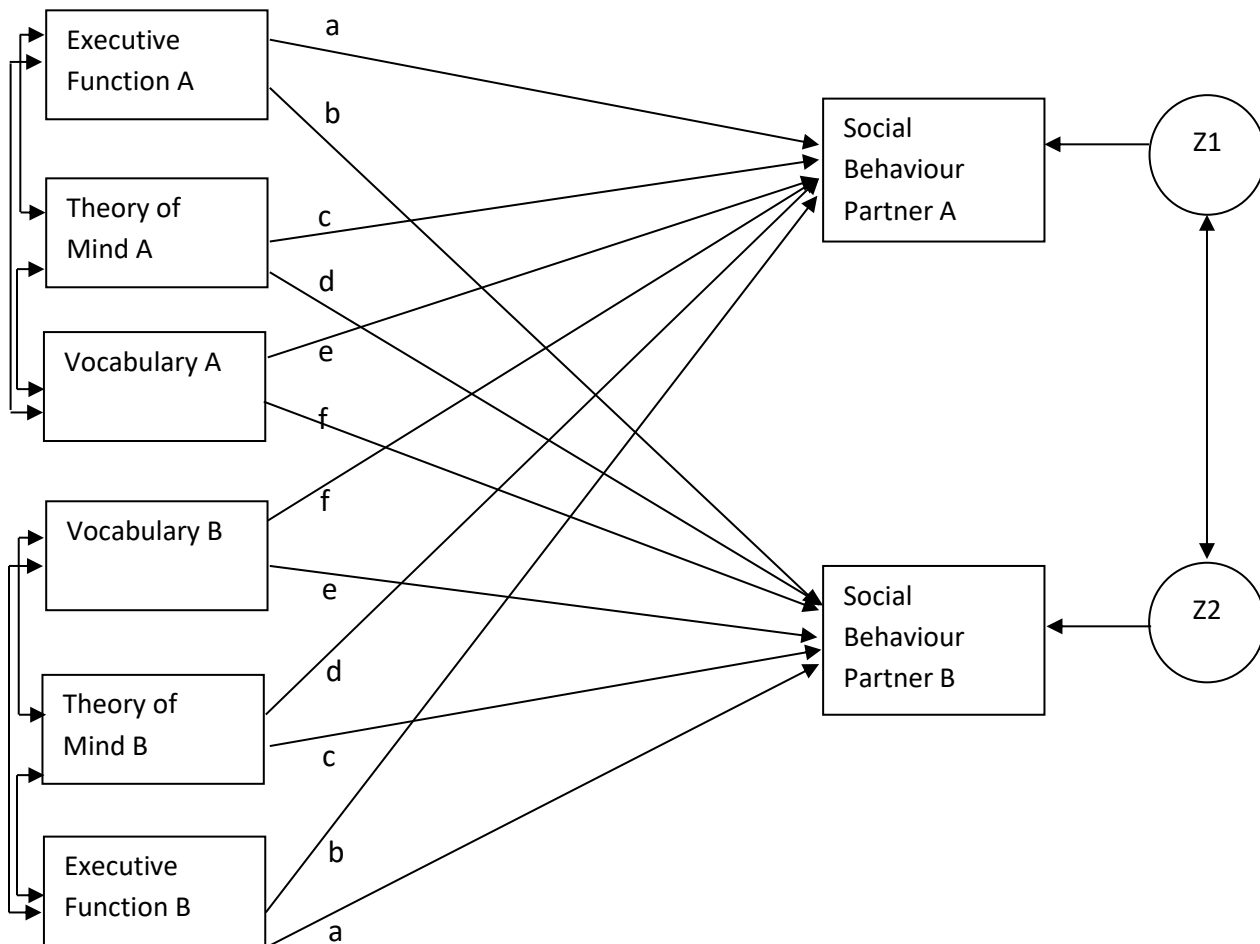 Executive
Function A
a
b
Theory of
Mind A
c
d
Vocabulary A
e
f
Vocabulary B
f
e
Theory of
Mind B
d
c
Executive
Function B
b
a
Social
Behaviour
Partner A
Z1
Social
Behaviour
Partner B
Z2